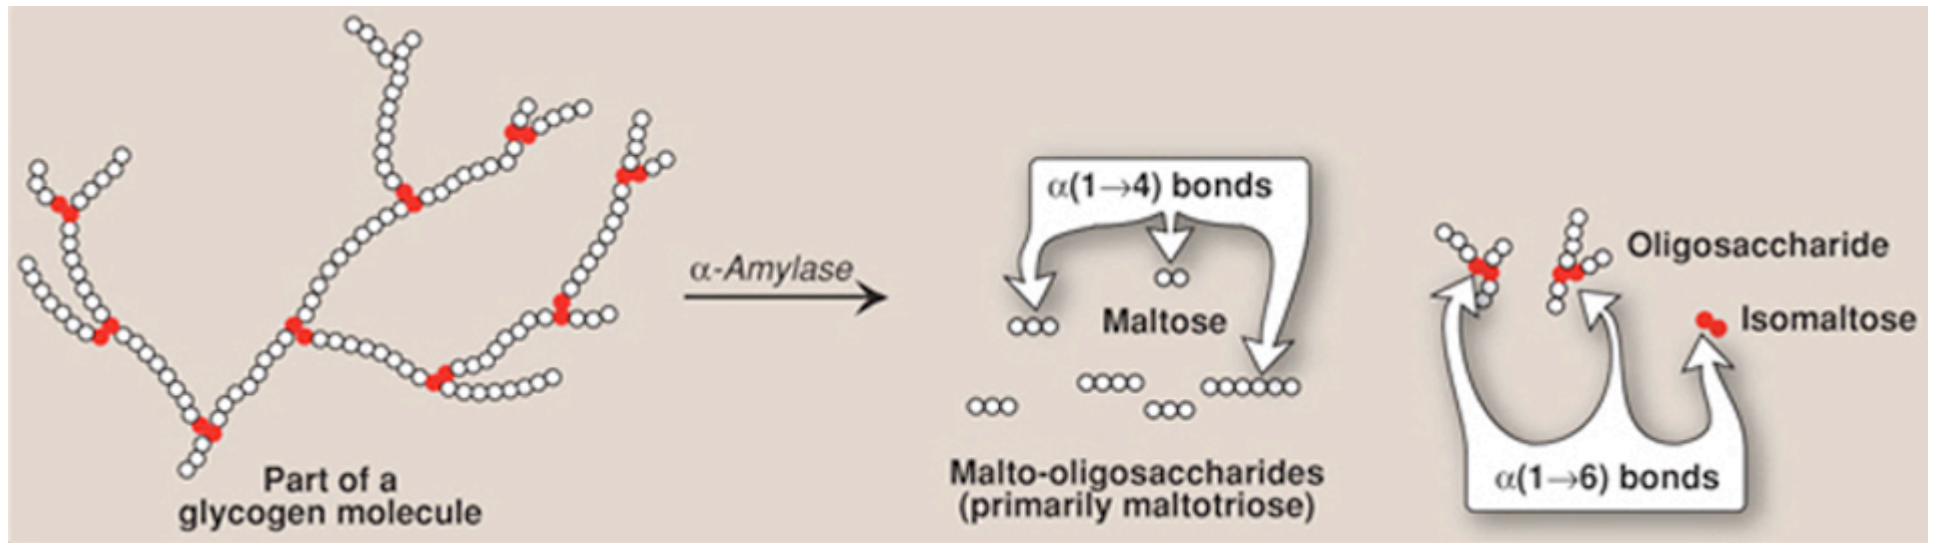 Part of a
glycogen molecule
α-Amylase
α(1→4) bonds
Maltose
Malto-oligosaccharides
(primarily maltotriose)
Oligosaccharide
Isomaltose
α(1→6) bonds